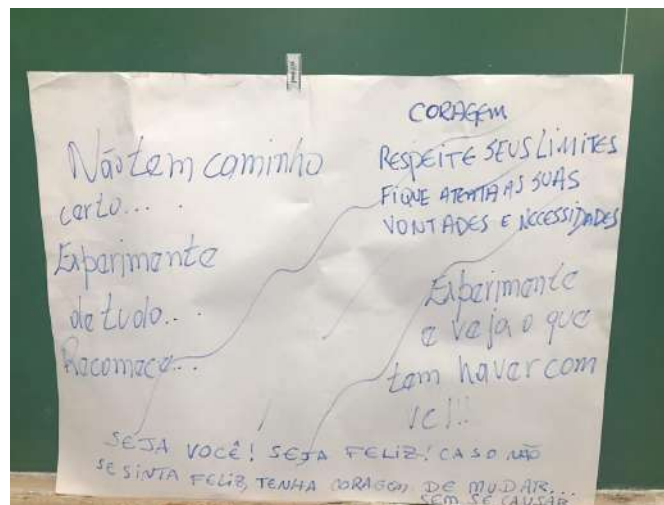 Não tem caminho
certo...
Experimente
de tudo...
Recomece...
CORAGEM
RESPEITE SEUS LIMITES
FIQUE ATENTA AS SUAS
VONTADES E NECESSIDADES
Experimente
e veja o que
tem haver com
vc!!
SEJA VOCÊ! SEJA FELIZ! CASO NÃO
SE SINTA FELIZ, TENHA CORAGEM DE MUDAR...
SEM SE CAUSAR